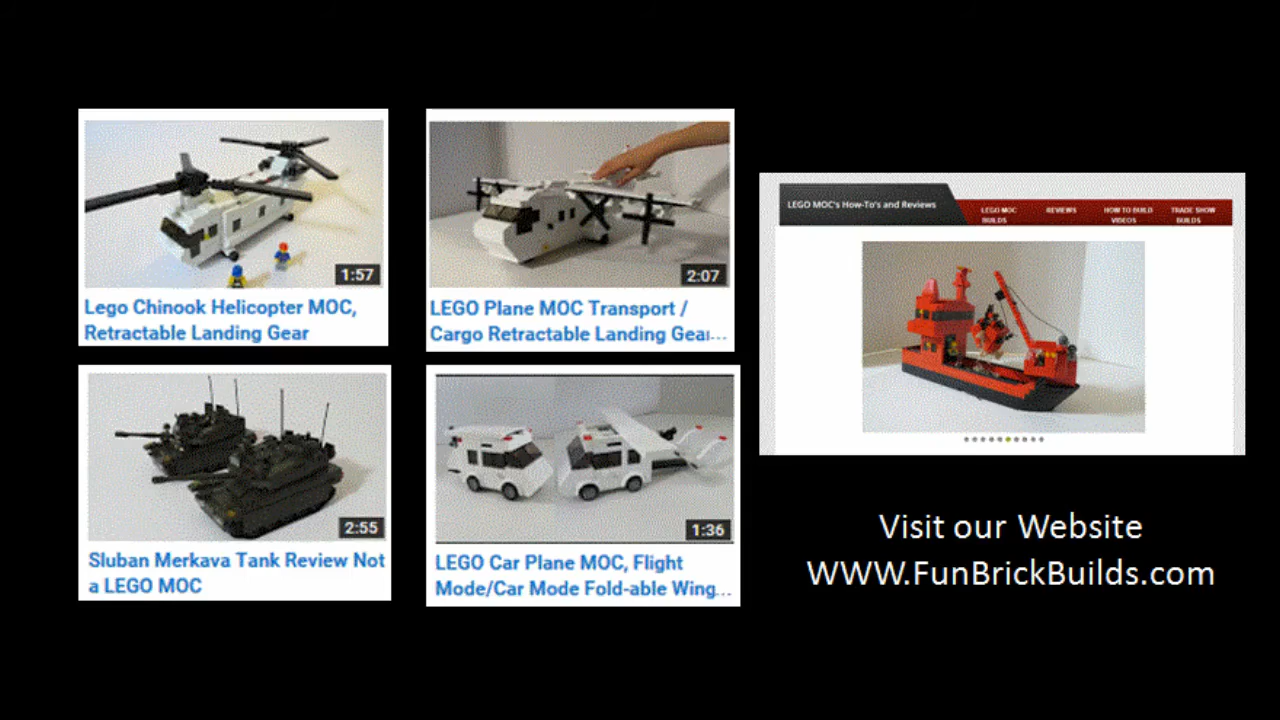 1:57
Lego Chinook Helicopter MOC,
Retractable Landing Gear
2:07
LEGO Plane MOC Transport /
Cargo Retractable Landing Gear...
2:55
Sluban Merkava Tank Review Not
a LEGO MOC
1:36
LEGO Car Plane MOC, Flight
Mode/Car Mode Fold-able Wing...
LEGO MOC's How-To's and Reviews
LEGO MOC BUILDS
REVIEWS
HOW TO BUILD VIDEOS
TRADE SHOW BUILDS
Visit our Website
WWW.FunBrickBuilds.com